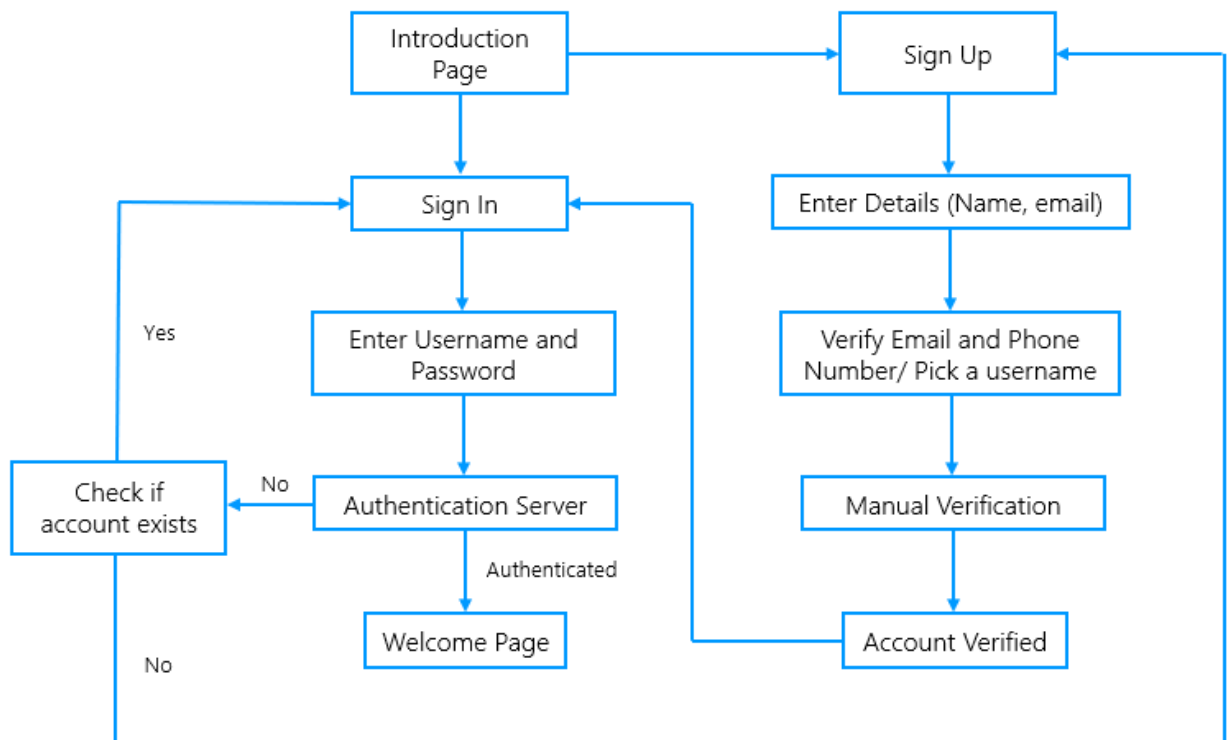 Introduction
Page
Sign Up
Sign In
Enter Details (Name, email)
Yes
Enter Username and
Password
Verify Email and Phone
Number/ Pick a username
Check if
account exists
No
Authentication Server
Manual Verification
Authenticated
Welcome Page
Account Verified
No